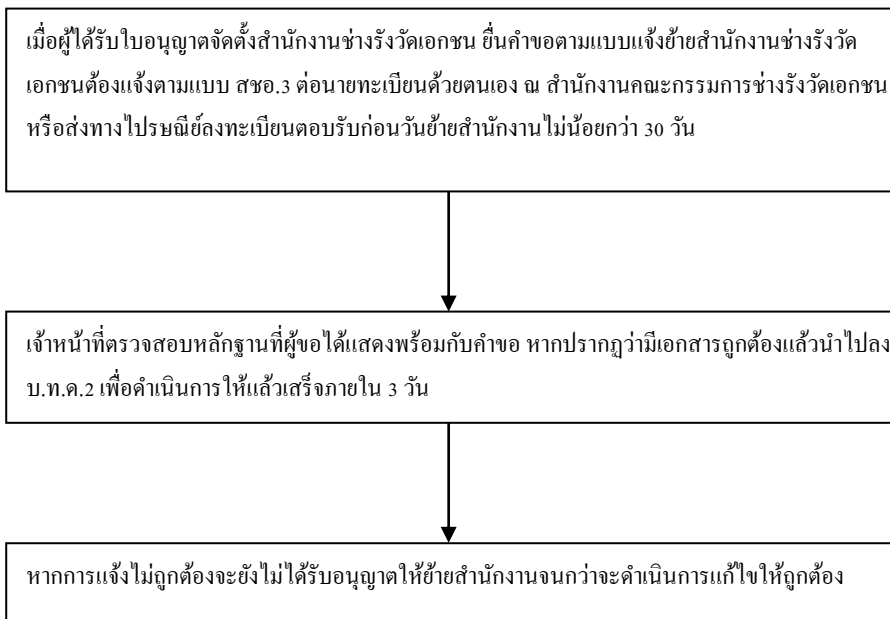 เมื่อผู้ได้รับใบอนุญาตจัดตั้งสำนักงานช่างรังวัดเอกชน ยื่นคำขอตามแบบแจ้งย้ายสำนักงานช่างรังวัด
เอกชนต้องแจ้งตามแบบ สชอ.3 ต่อนายทะเบียนด้วยตนเอง ณ สำนักงานคณะกรรมการช่างรังวัดเอกชน
หรือส่งทางไปรษณีย์ลงทะเบียนตอบรับก่อนวันย้ายสำนักงานไม่น้อยกว่า 30 วัน
เจ้าหน้าที่ตรวจสอบหลักฐานที่ผู้ขอได้แสดงพร้อมกับคำขอ หากปรากฏว่ามีเอกสารถูกต้องแล้วนำไปลง
บ.ท.ด.2 เพื่อดำเนินการให้แล้วเสร็จภายใน 3 วัน
หากการแจ้งไม่ถูกต้องจะยังไม่ได้รับอนุญาตให้ย้ายสำนักงานจนกว่าจะดำเนินการแก้ไขให้ถูกต้อง